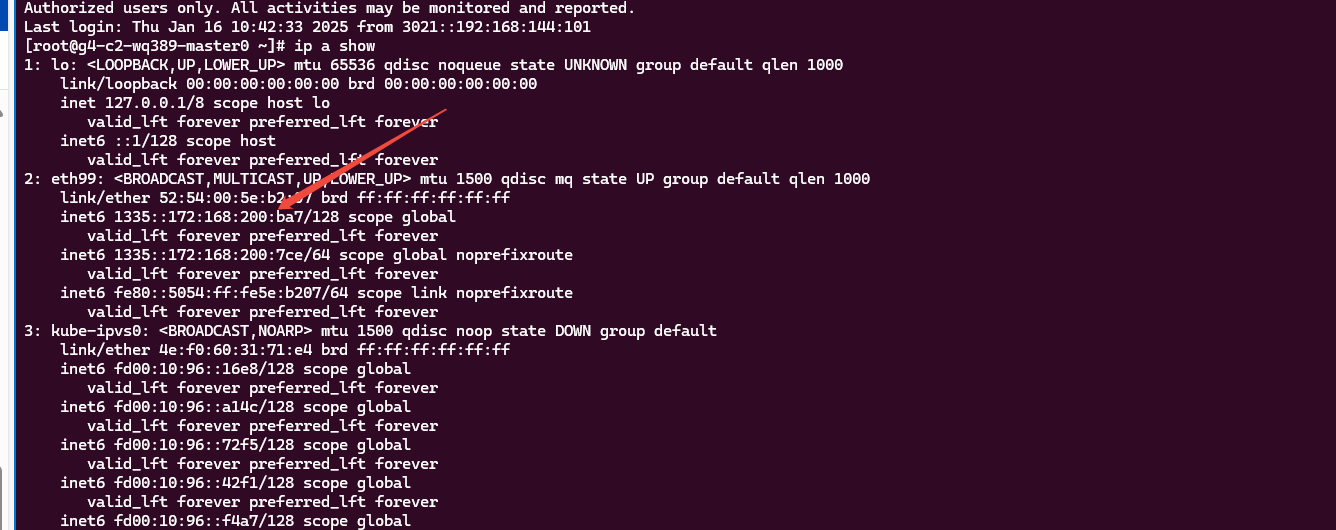 Authorized users only. All activities may be monitored and reported.
Last login: Thu Jan 16 10:42:33 2025 from 3021::192:168:144:101
[root@g4-c2-wq389-master0 ~]# ip a show
1: lo: <LOOPBACK,UP,LOWER_UP> mtu 65536 qdisc noqueue state UNKNOWN group default qlen 1000
    link/loopback 00:00:00:00:00:00 brd 00:00:00:00:00:00
    inet 127.0.0.1/8 scope host lo
       valid_lft forever preferred_lft forever
    inet6 ::1/128 scope host
       valid_lft forever preferred_lft forever
2: eth99: <BROADCAST,MULTICAST,UP,LOWER_UP> mtu 1500 qdisc mq state UP group default qlen 1000
    link/ether 52:54:00:5e:b2:07 brd ff:ff:ff:ff:ff:ff
    inet6 1335::172:168:200:ba7/128 scope global
       valid_lft forever preferred_lft forever
    inet6 1335::172:168:200:7ce/64 scope global noprefixroute
       valid_lft forever preferred_lft forever
    inet6 fe80::5054:ff:fe5e:b207/64 scope link noprefixroute
       valid_lft forever preferred_lft forever
3: kube-ipvs0: <BROADCAST,NOARP> mtu 1500 qdisc noop state DOWN group default
    link/ether 4e:f0:60:31:71:e4 brd ff:ff:ff:ff:ff:ff
    inet6 fd00:10:96::16e8/128 scope global
       valid_lft forever preferred_lft forever
    inet6 fd00:10:96::a14c/128 scope global
       valid_lft forever preferred_lft forever
    inet6 fd00:10:96::72f5/128 scope global
       valid_lft forever preferred_lft forever
    inet6 fd00:10:96::42f1/128 scope global
       valid_lft forever preferred_lft forever
    inet6 fd00:10:96::f4a7/128 scope global